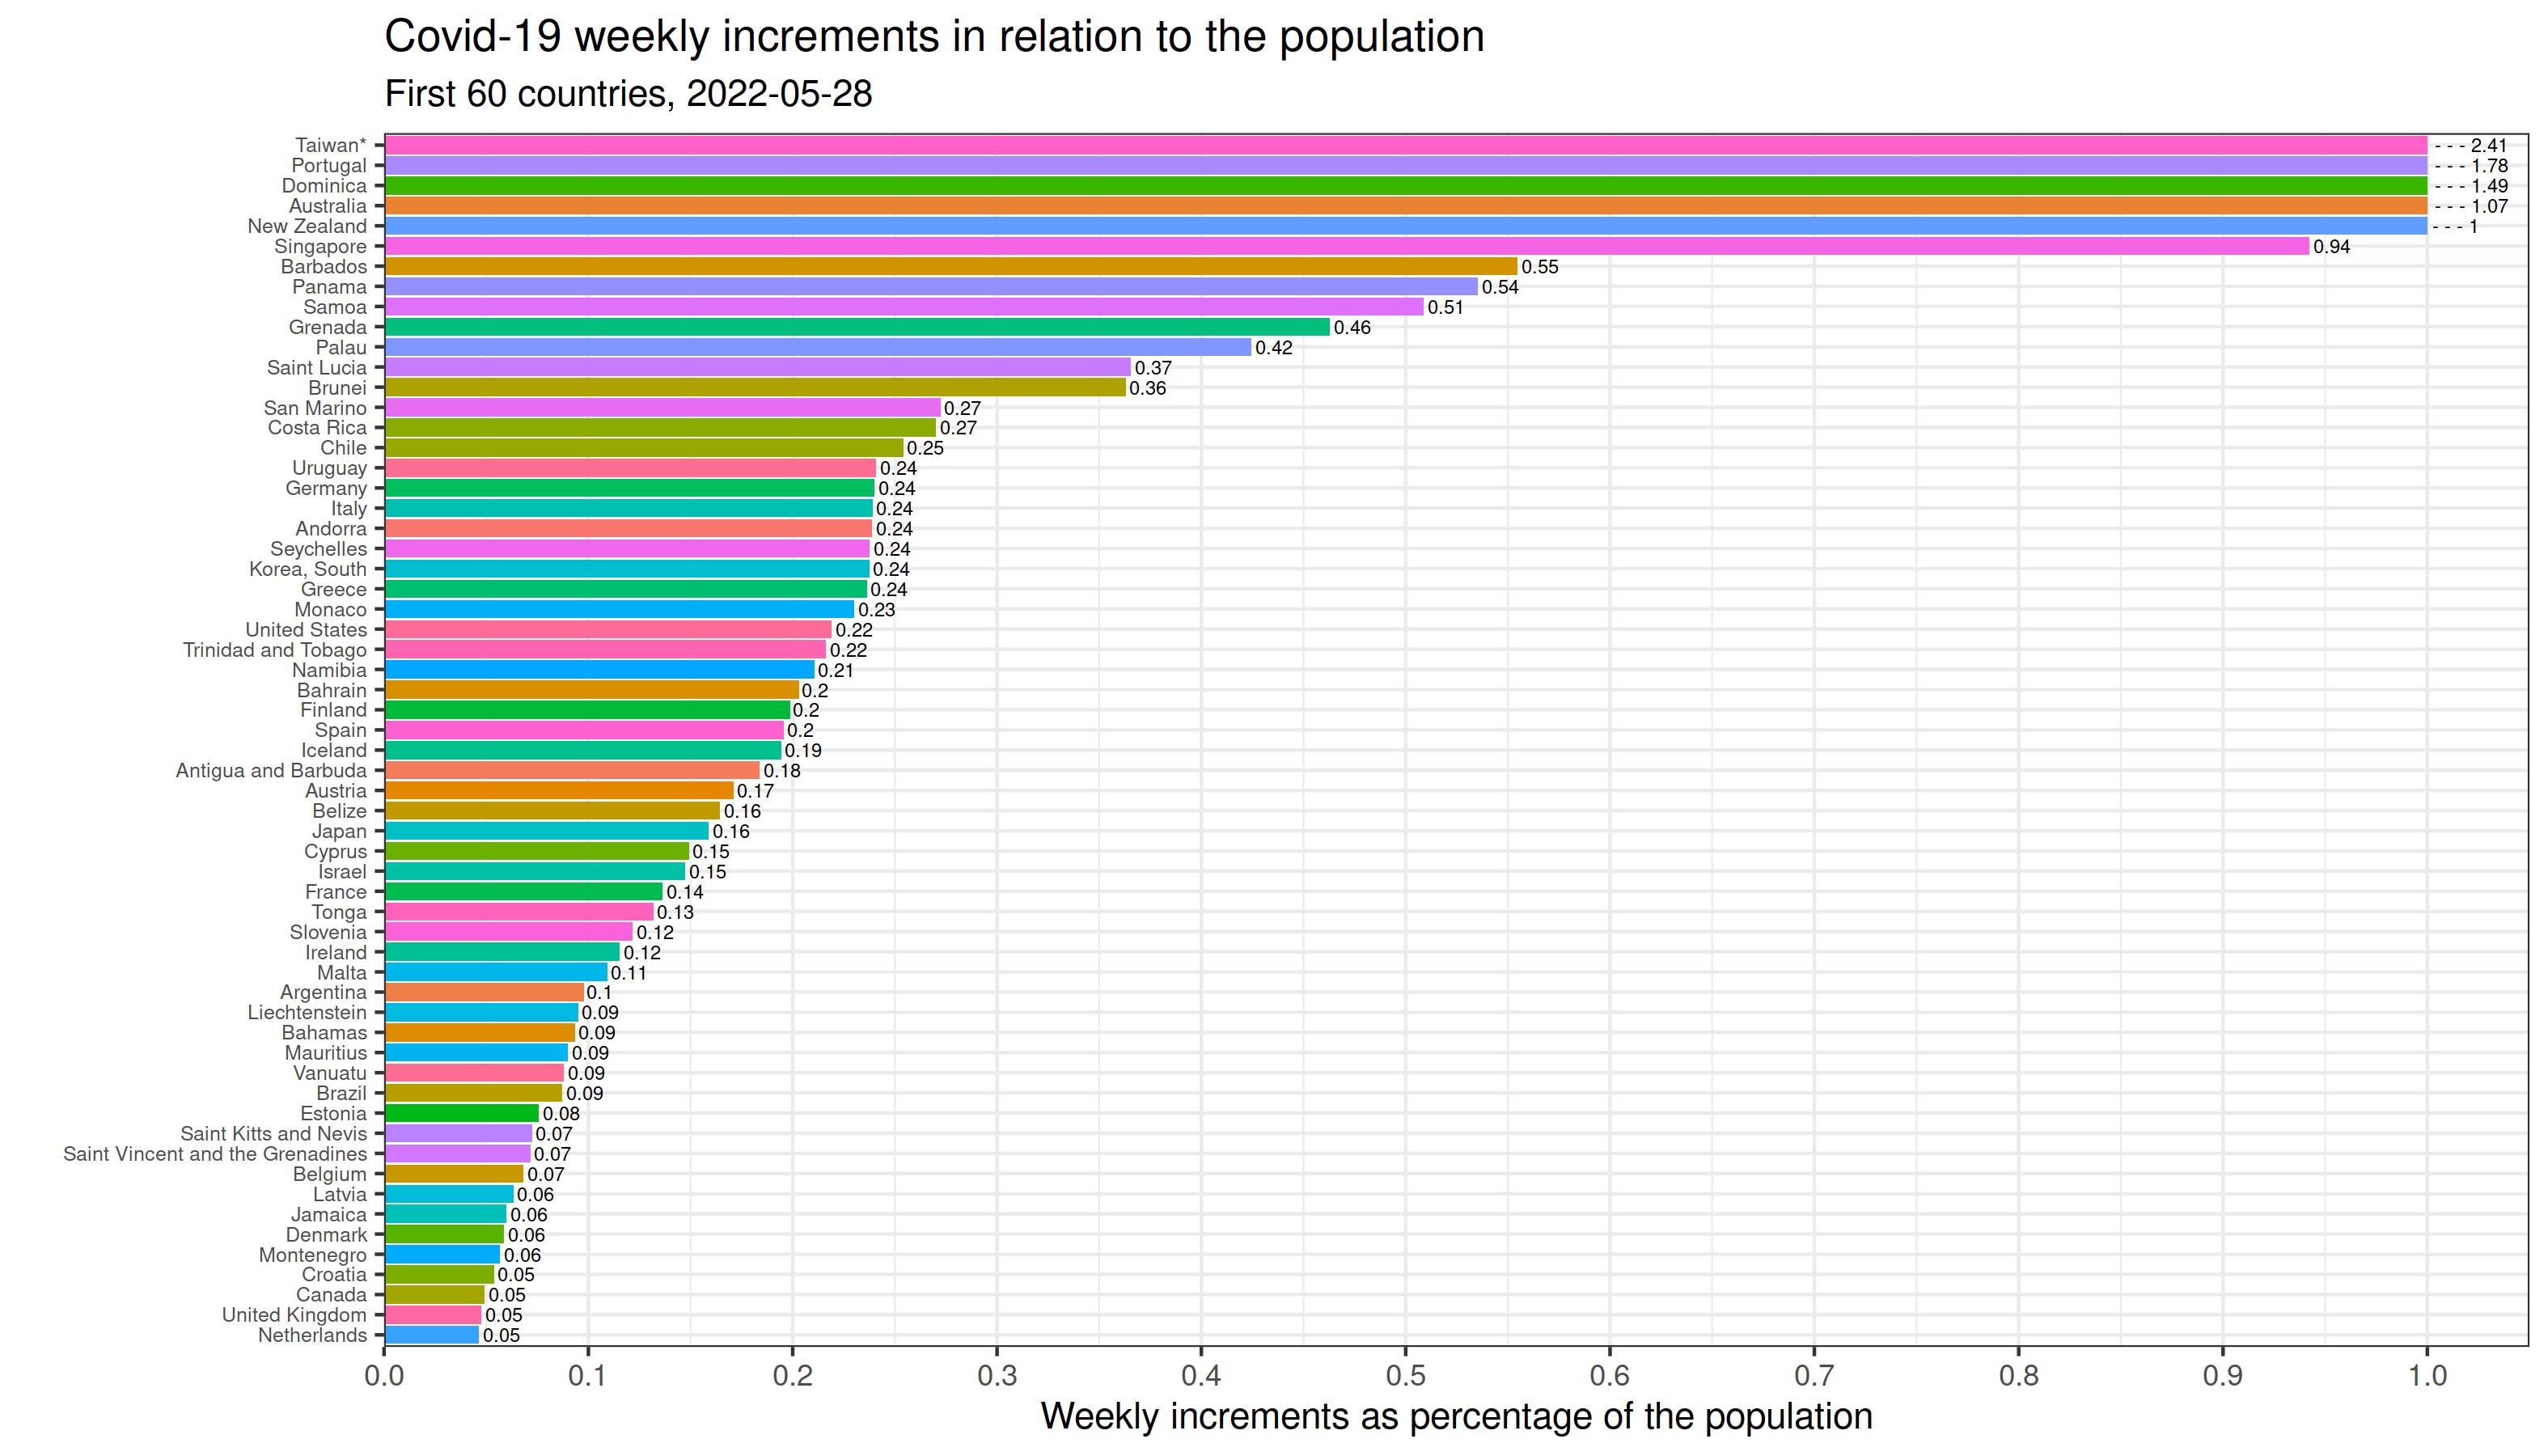 Covid-19 weekly increments in relation to the population
First 60 countries, 2022-05-28
Taiwan* - - - 2.41
Portugal - - - 1.78
Dominica - - - 1.49
Australia - - - 1.07
New Zealand - - - 1
Singapore 0.94
Barbados 0.55
Panama 0.54
Samoa 0.51
Grenada 0.46
Palau 0.42
Saint Lucia 0.37
Brunei 0.36
San Marino 0.27
Costa Rica 0.27
Chile 0.25
Uruguay 0.24
Germany 0.24
Italy 0.24
Andorra 0.24
Seychelles 0.24
Korea, South 0.24
Greece 0.24
Monaco 0.23
United States 0.22
Trinidad and Tobago 0.22
Namibia 0.21
Bahrain 0.2
Finland 0.2
Spain 0.2
Iceland 0.19
Antigua and Barbuda 0.18
Austria 0.17
Belize 0.16
Japan 0.16
Cyprus 0.15
Israel 0.15
France 0.14
Tonga 0.13
Slovenia 0.12
Ireland 0.12
Malta 0.11
Argentina 0.1
Liechtenstein 0.09
Bahamas 0.09
Mauritius 0.09
Vanuatu 0.09
Brazil 0.09
Estonia 0.08
Saint Kitts and Nevis 0.07
Saint Vincent and the Grenadines 0.07
Belgium 0.07
Latvia 0.06
Jamaica 0.06
Denmark 0.06
Montenegro 0.06
Croatia 0.05
Canada 0.05
United Kingdom 0.05
Netherlands 0.05
0.0 0.1 0.2 0.3 0.4 0.5 0.6 0.7 0.8 0.9 1.0
Weekly increments as percentage of the population